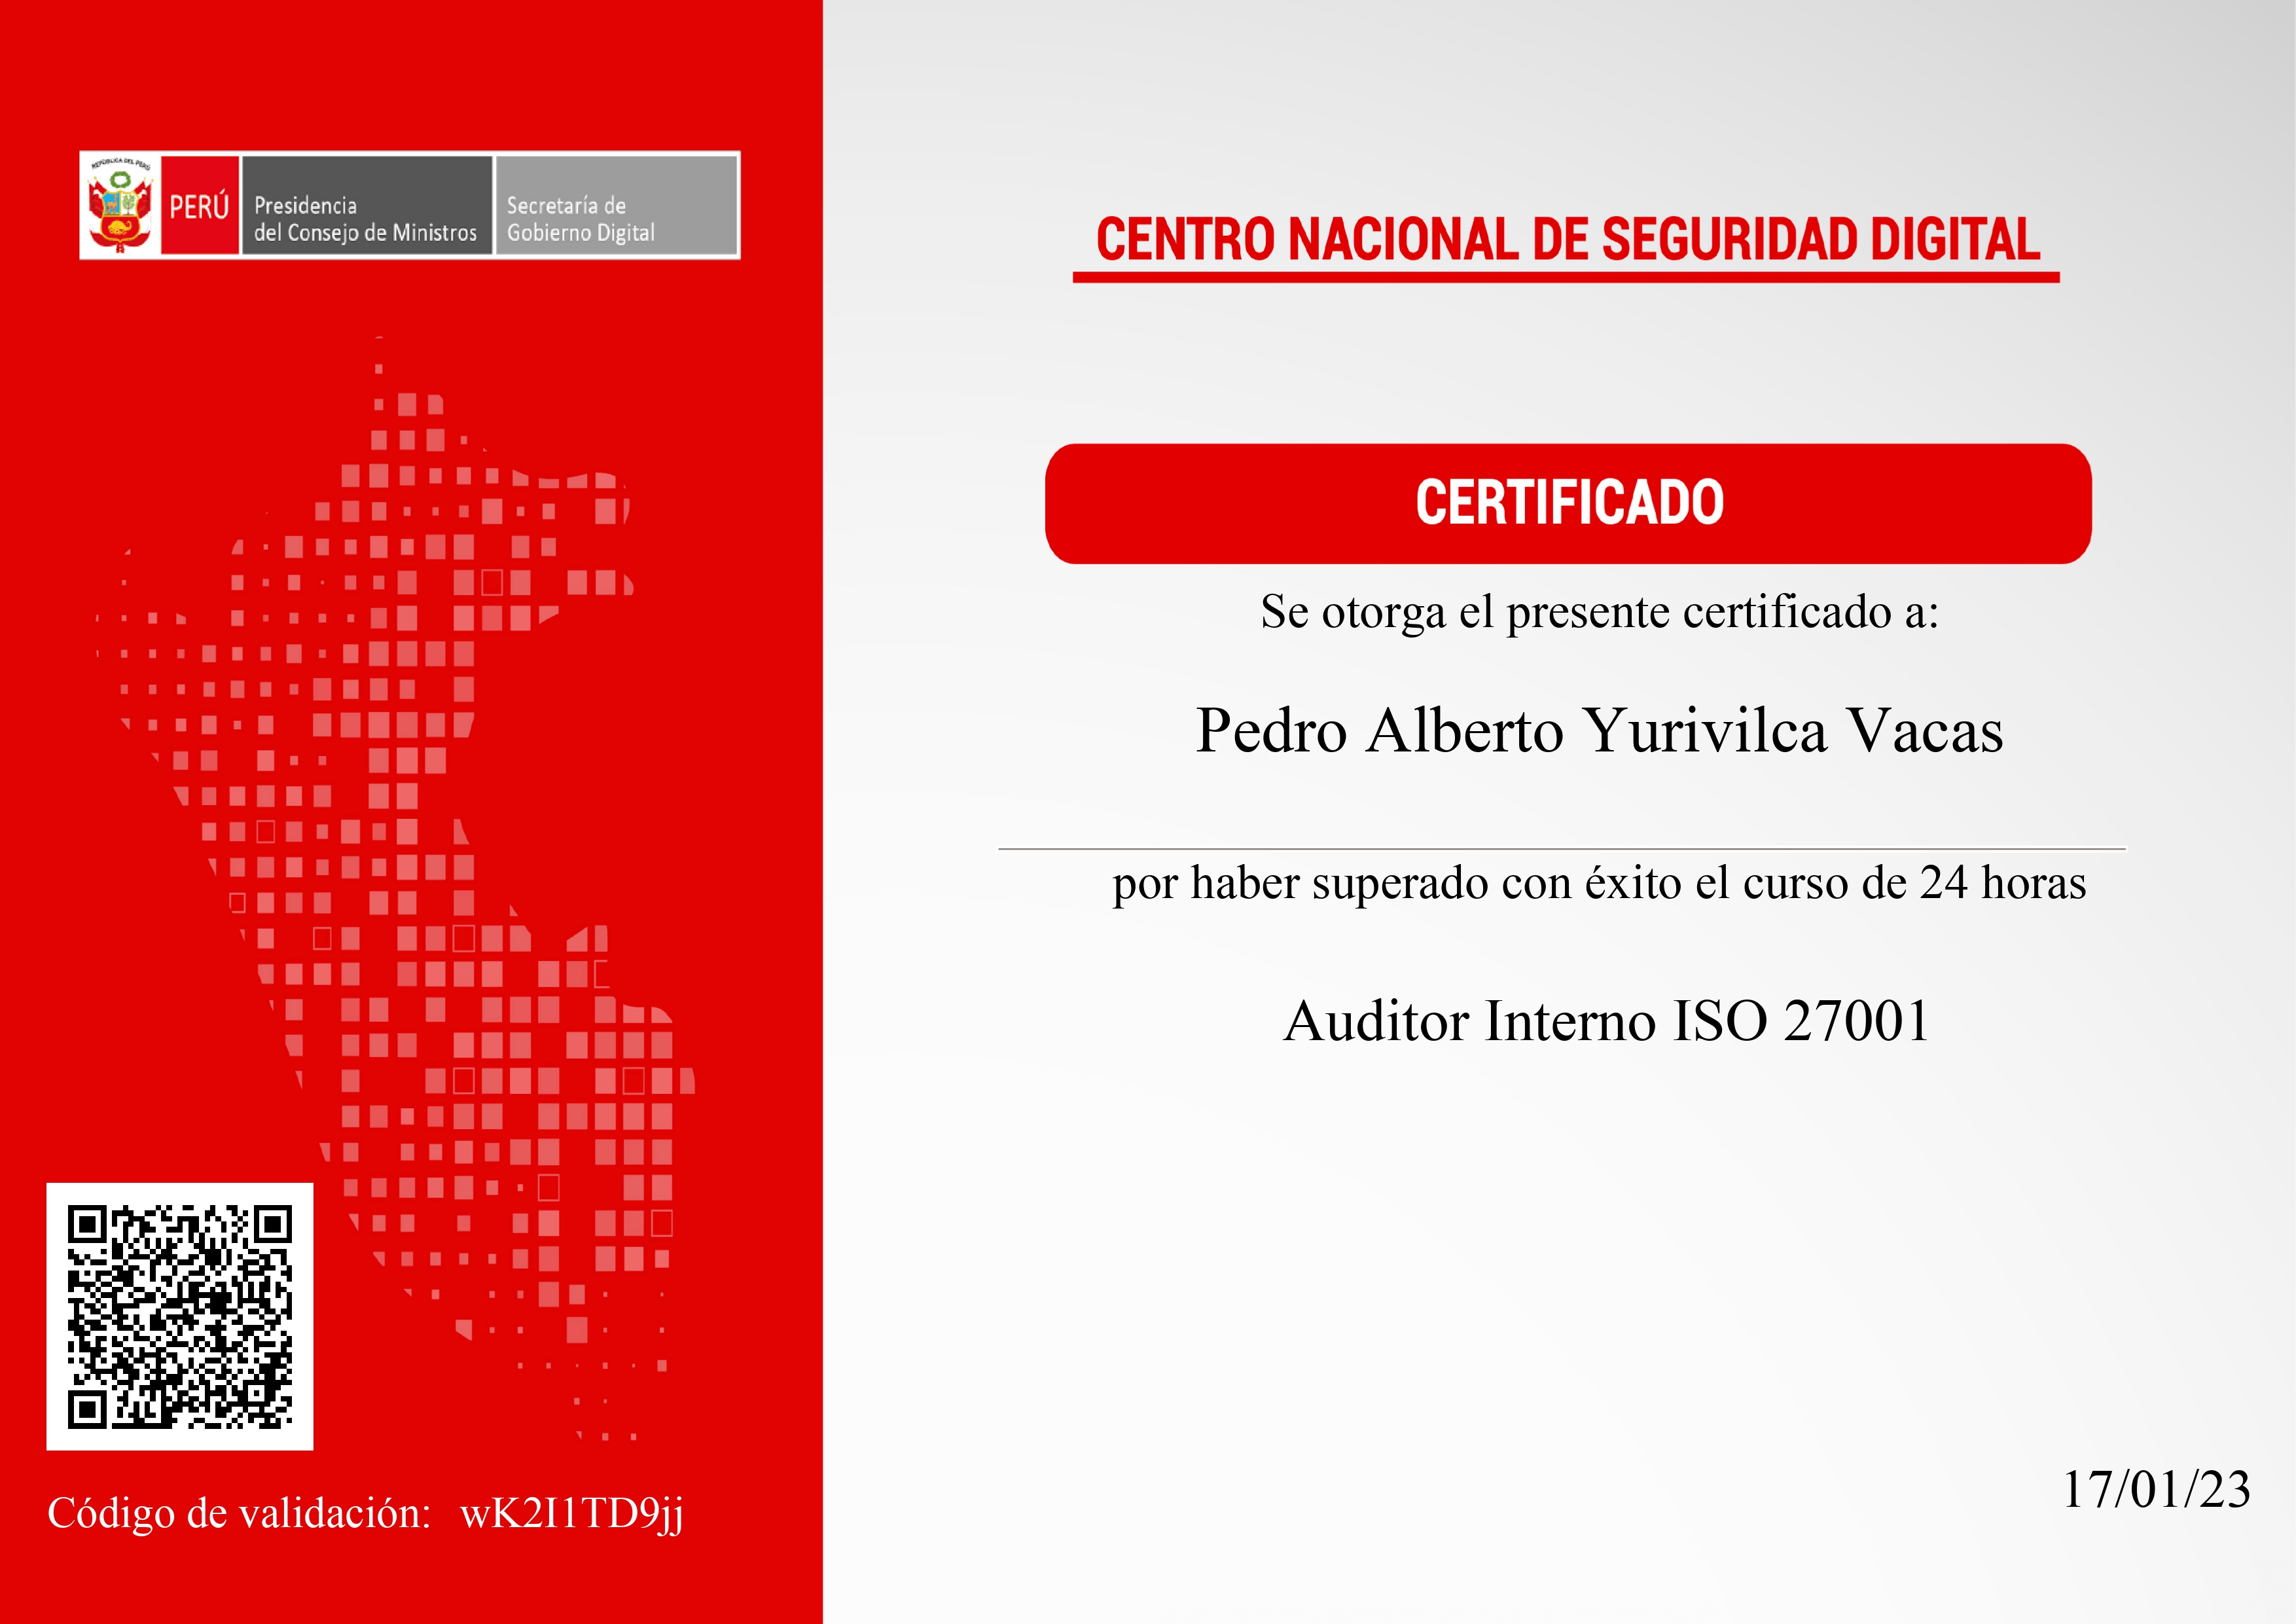 REPÚBLICA DEL PERÚ
PERÚ
Presidencia
del Consejo de Ministros
Secretaría de
Gobierno Digital
CENTRO NACIONAL DE SEGURIDAD DIGITAL
CERTIFICADO
Se otorga el presente certificado a:
Pedro Alberto Yurivilca Vacas
por haber superado con éxito el curso de 24 horas
Auditor Interno ISO 27001
Código de validación: wK2I1TD9jj
17/01/23